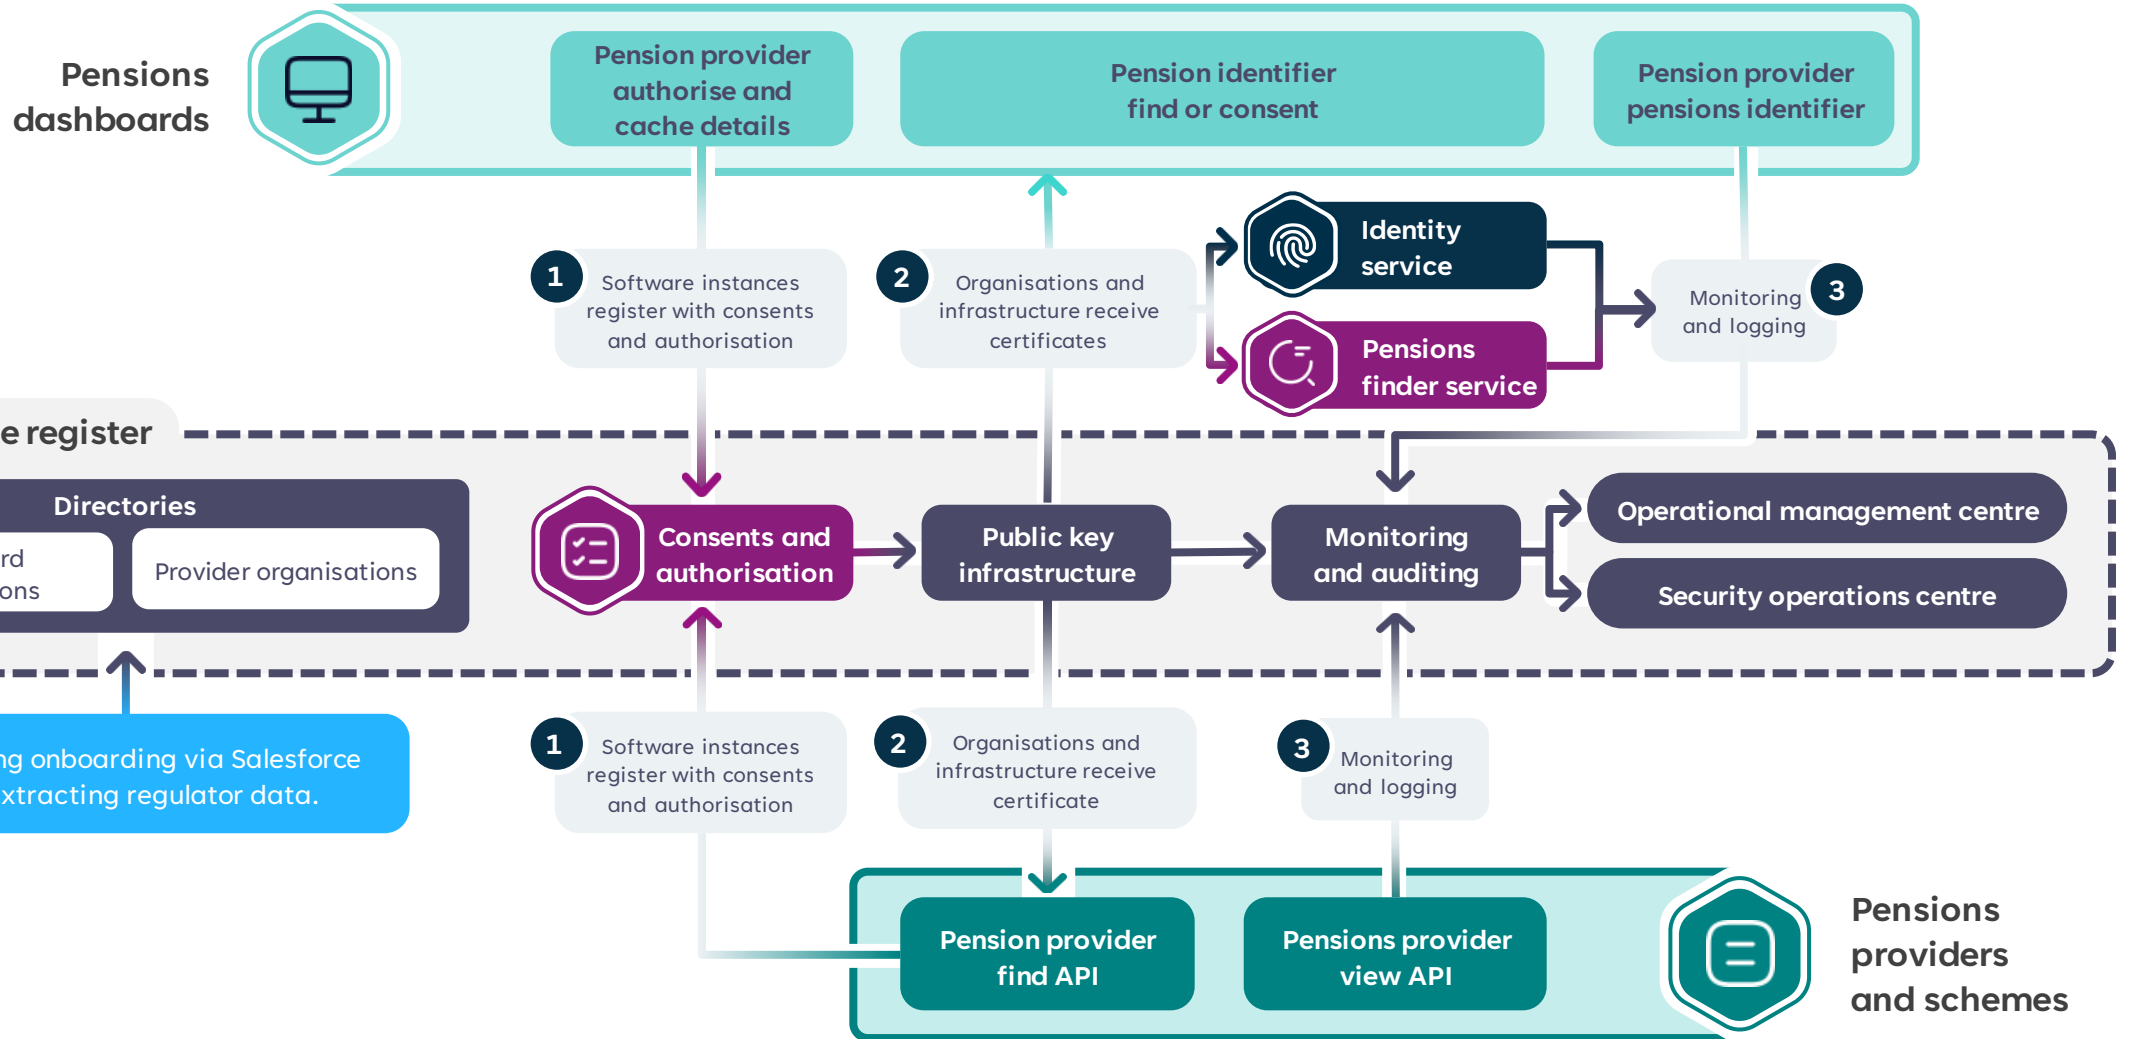 Pensions
dashboards
Pension provider
authorise and
cache details
Pension identifier
find or consent
Pension provider
pensions identifier
1
Software instances
register with consents
and authorisation
2
Organisations and
infrastructure receive
certificates
Identity
service
Pensions
finder service
Monitoring
and logging
3
e register
Directories
rd
ons
Provider organisations
Consents and
authorisation
Public key
infrastructure
Monitoring
and auditing
Operational management centre
Security operations centre
ng onboarding via Salesforce
xtracting regulator data.
1
Software instances
register with consents
and authorisation
2
Organisations and
infrastructure receive
certificate
3
Monitoring
and logging
Pension provider
find API
Pensions provider
view API
Pensions
providers
and schemes